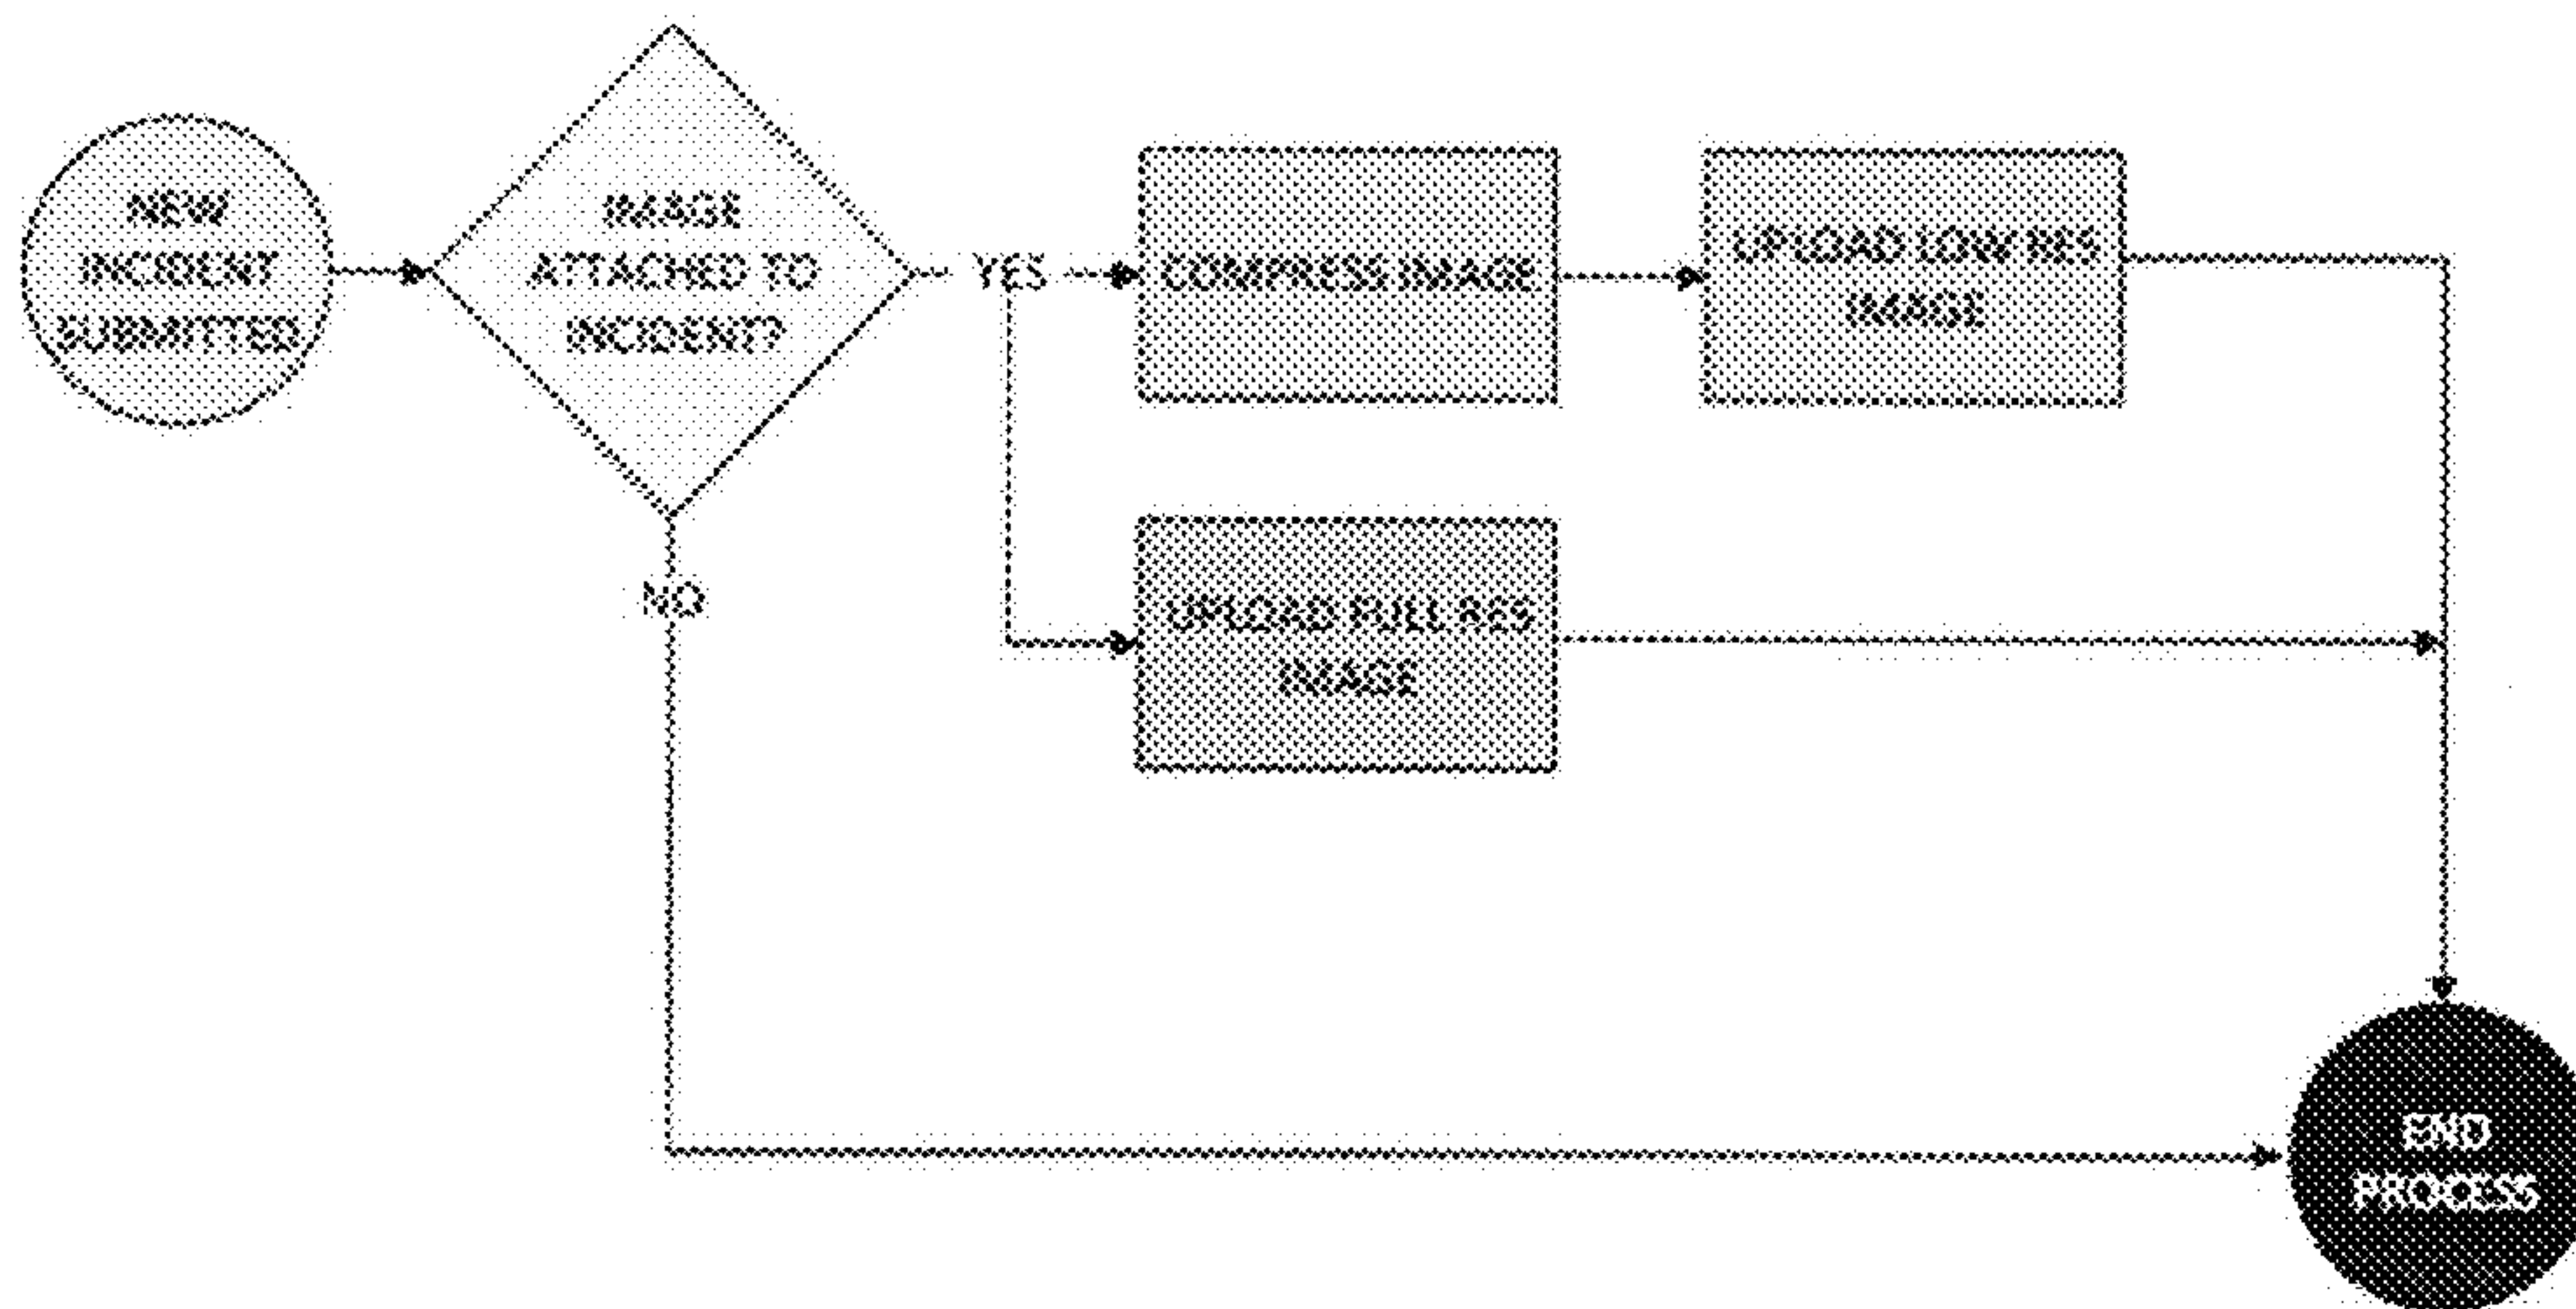 NEW
INCIDENT
SUBMITTED
IMAGE
ATTACHED TO
INCIDENT?
YES
COMPRESS IMAGE
UPLOAD LOW RES
IMAGE
NO
UPLOAD FULL RES
IMAGE
END
PROCESS